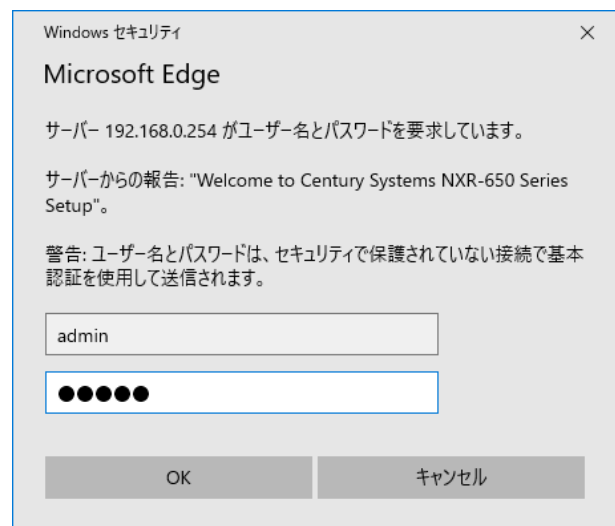 Windows セキュリティ
Microsoft Edge
サーバー 192.168.0.254 がユーザー名とパスワードを要求しています。
サーバーからの報告: "Welcome to Century Systems NXR-650 Series
Setup"。
警告: ユーザー名とパスワードは、セキュリティで保護されていない接続で基本
認証を使用して送信されます。
admin
●●●●●
OK
キャンセル